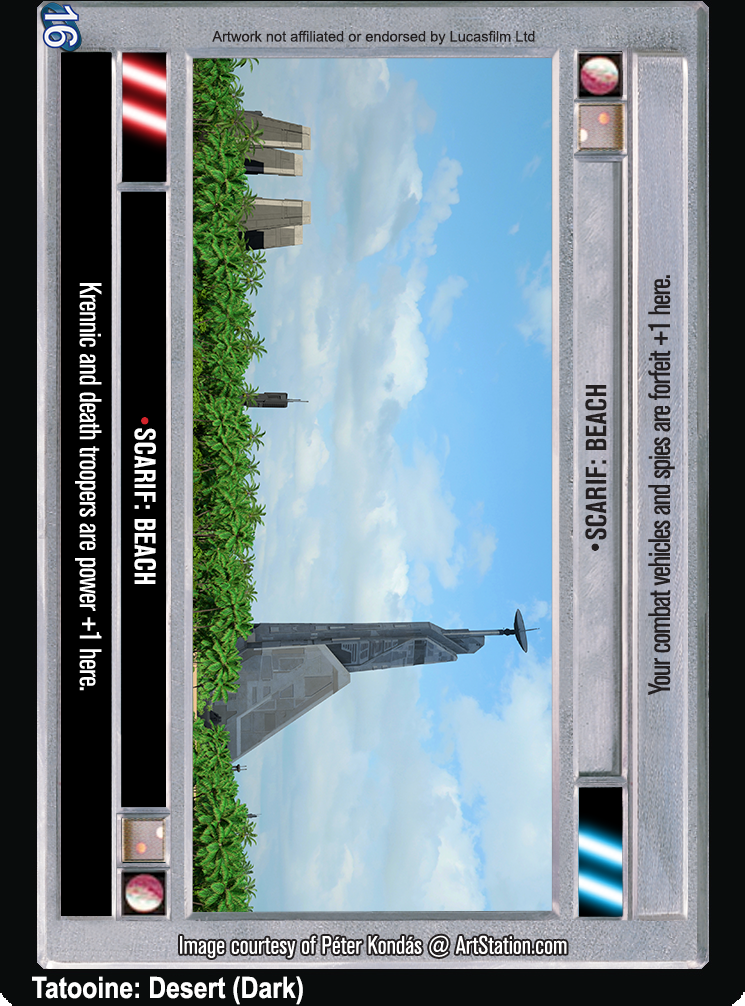 16
Artwork not affiliated or endorsed by Lucasfilm Ltd
Your combat vehicles and spies are forfeit +1 here.
•SCARIF: BEACH
•SCARIF: BEACH
Krennic and death troopers are power +1 here.
Image courtesy of Péter Kondás @ ArtStation.com
Tatooine: Desert (Dark)